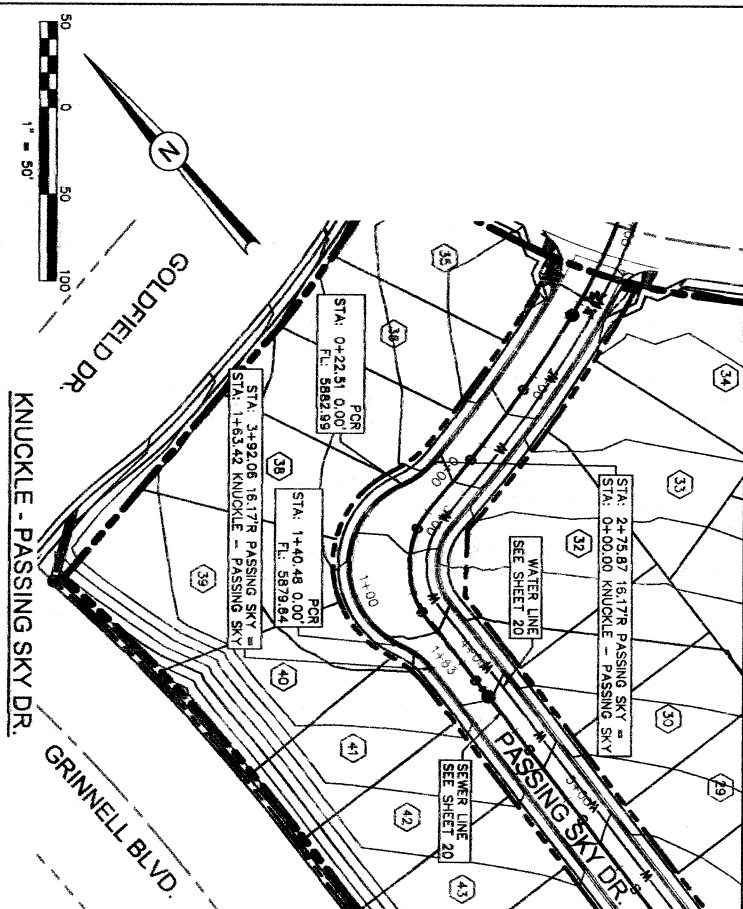 50
0
50
100
1" = 50'
N
GOLDFIELD DR.
KNUCKLE - PASSING SKY DR.
GRINNELL BLVD.
PASSING SKY DR.
PCR
STA: 0+22.51 0.00'
FL: 5882.99
STA: 3+92.06 16.17'R PASSING SKY =
STA: 1+63.42 KNUCKLE - PASSING SKY
PCR
STA: 1+40.48 0.00'
FL: 5879.84
STA: 2+75.87 16.17'R PASSING SKY =
STA: 0+00.00 KNUCKLE - PASSING SKY
WATER LINE
SEE SHEET 20
SEWER LINE
SEE SHEET 20
35
36
38
39
40
41
42
43
34
33
32
30
29
0+00
1+00
1+63
W
W
W
W
W
S